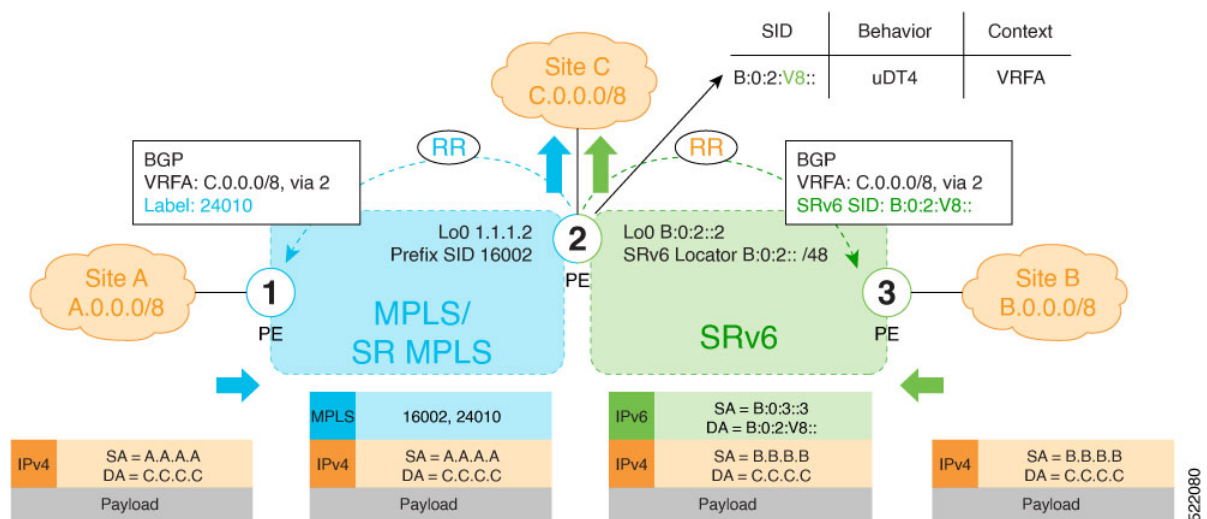 SID Behavior Context
B:0:2:V8:: uDT4 VRFA
Site C
C.0.0.0/8
RR
RR
BGP
VRFA: C.0.0.0/8, via 2
Label: 24010
BGP
VRFA: C.0.0.0/8, via 2
SRv6 SID: B:0:2:V8::
Lo0 1.1.1.2
Prefix SID 16002
2
PE
Lo0 B:0:2::2
SRv6 Locator B:0:2:: /48
Site A
A.0.0.0/8
1
PE
MPLS/
SR MPLS
SRv6
3
PE
Site B
B.0.0.0/8
MPLS 16002, 24010
IPv6 SA = B:0:3::3
DA = B:0:2:V8::
IPv4 SA = A.A.A.A
DA = C.C.C.C
Payload
IPv4 SA = A.A.A.A
DA = C.C.C.C
Payload
IPv4 SA = B.B.B.B
DA = C.C.C.C
Payload
IPv4 SA = B.B.B.B
DA = C.C.C.C
Payload
522080